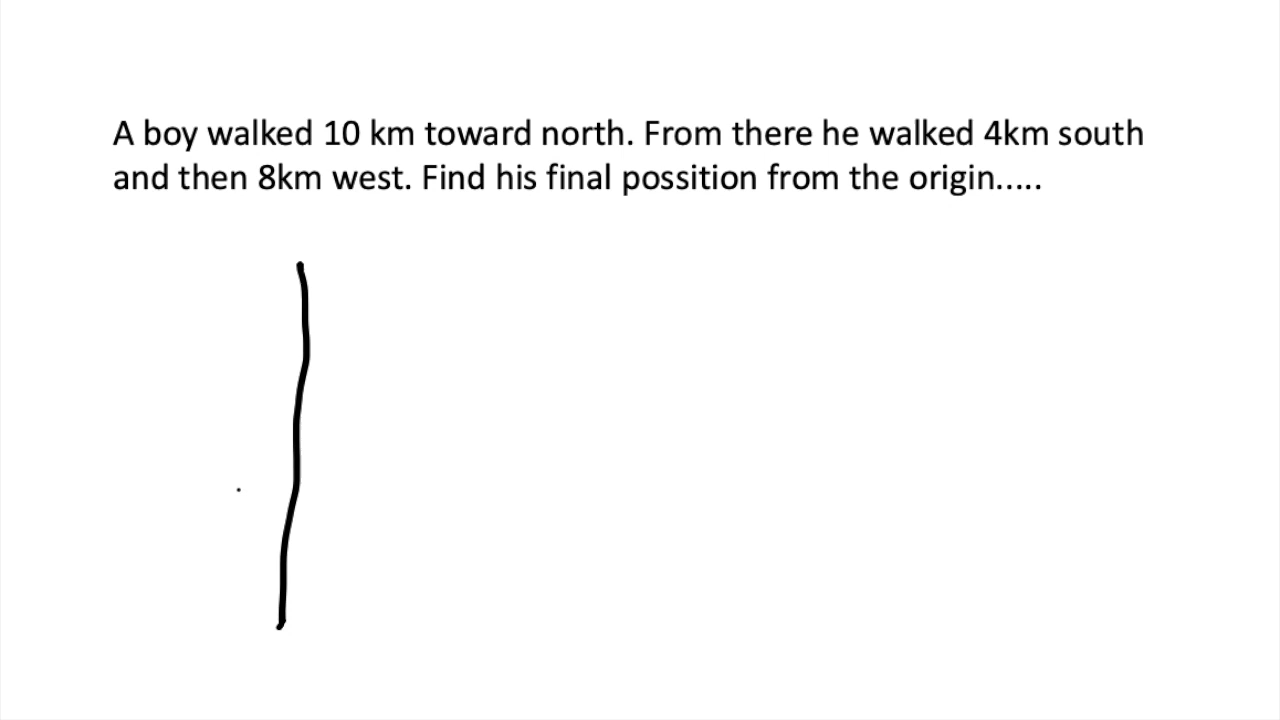 A boy walked 10 km toward north. From there he walked 4km south
and then 8km west. Find his final possition from the origin.....